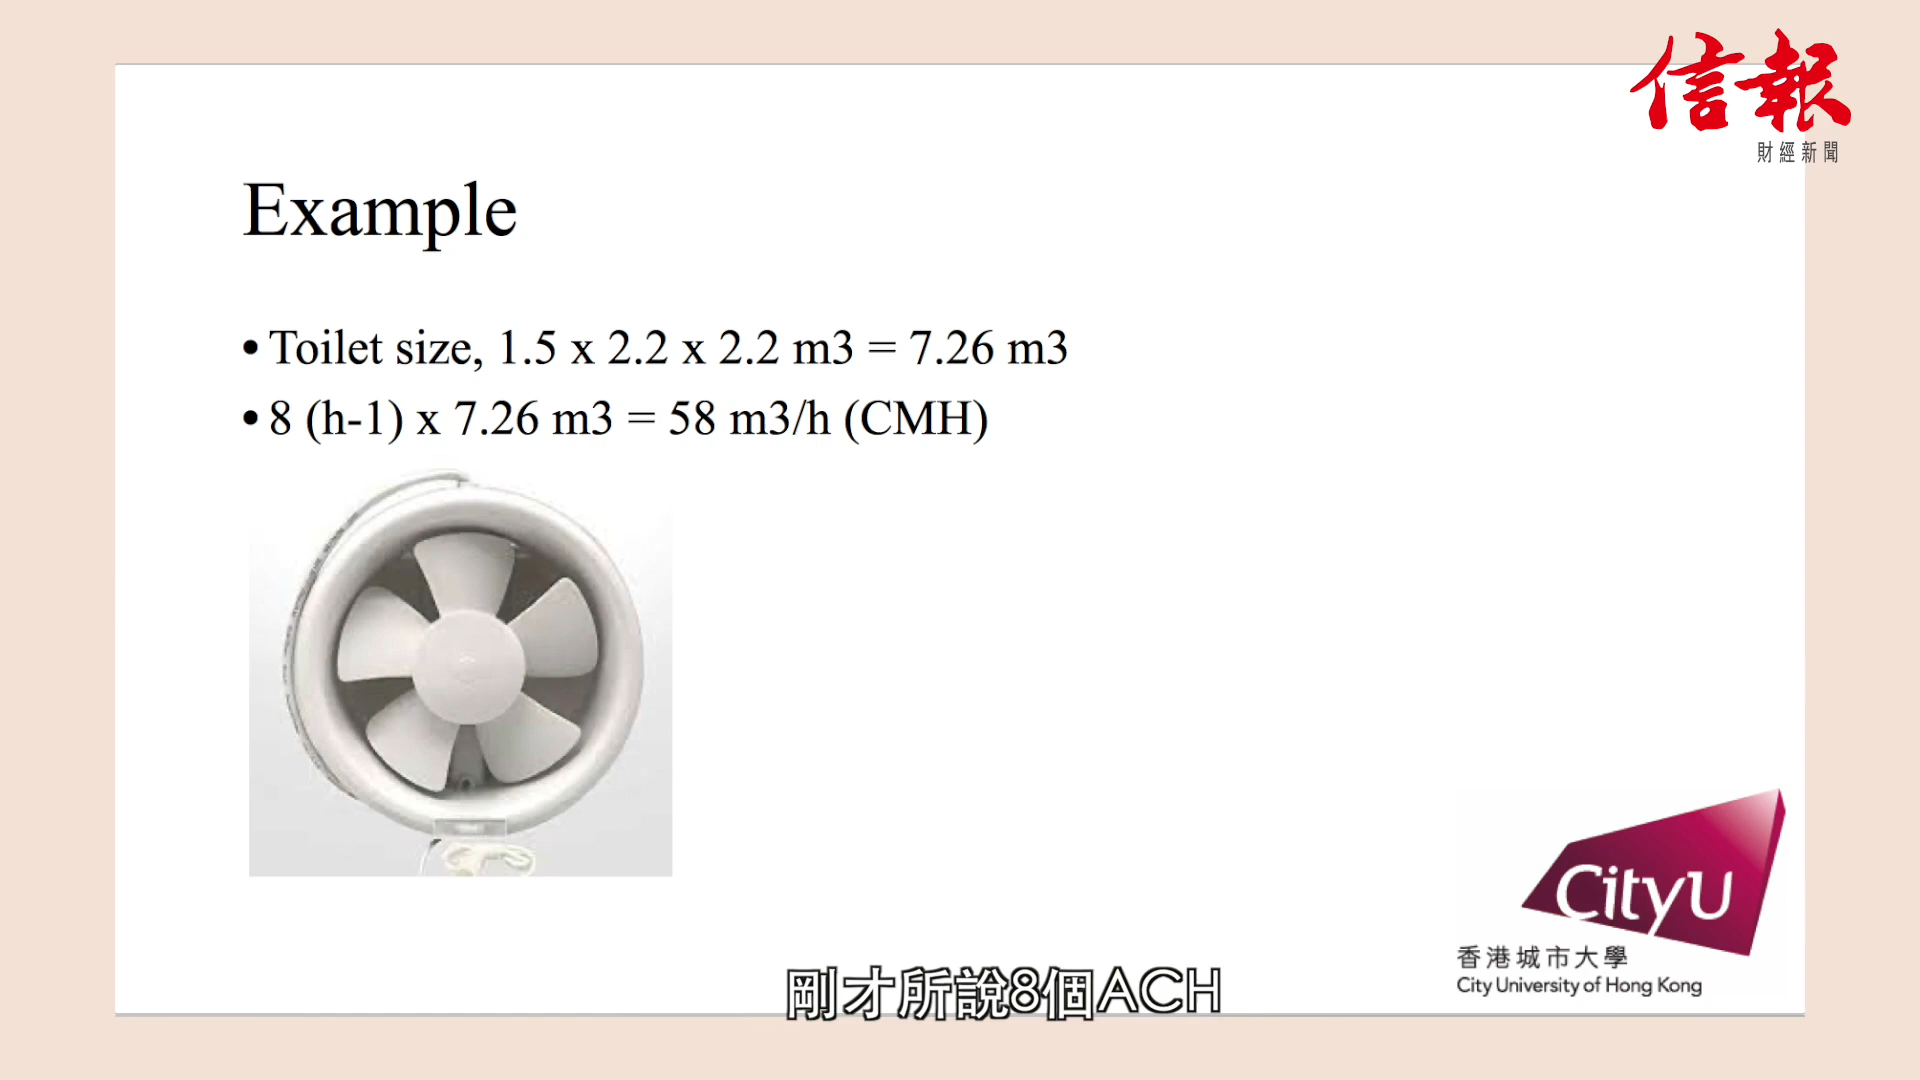 信報
財經新聞
Example
• Toilet size, 1.5 x 2.2 x 2.2 m3 = 7.26 m3
• 8 (h-1) x 7.26 m3 = 58 m3/h (CMH)
CityU
香港城市大學
City University of Hong Kong
剛才所說8個ACH